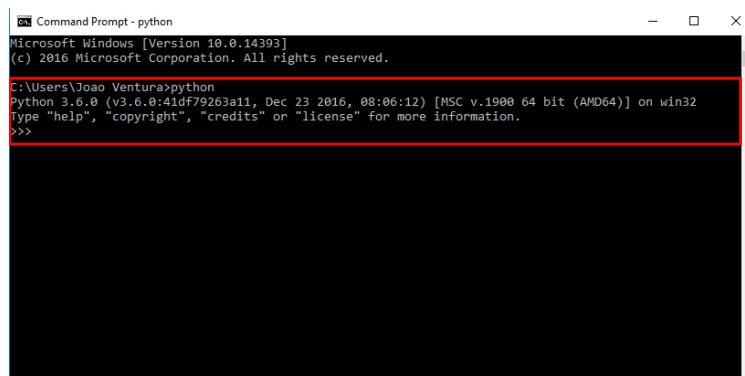 Command Prompt - python
Microsoft Windows [Version 10.0.14393]
(c) 2016 Microsoft Corporation. All rights reserved.
C:\Users\Joao Ventura>python
Python 3.6.0 (v3.6.0:41df79263a11, Dec 23 2016, 08:06:12) [MSC v.1900 64 bit (AMD64)] on win32
Type "help", "copyright", "credits" or "license" for more information.
>>>